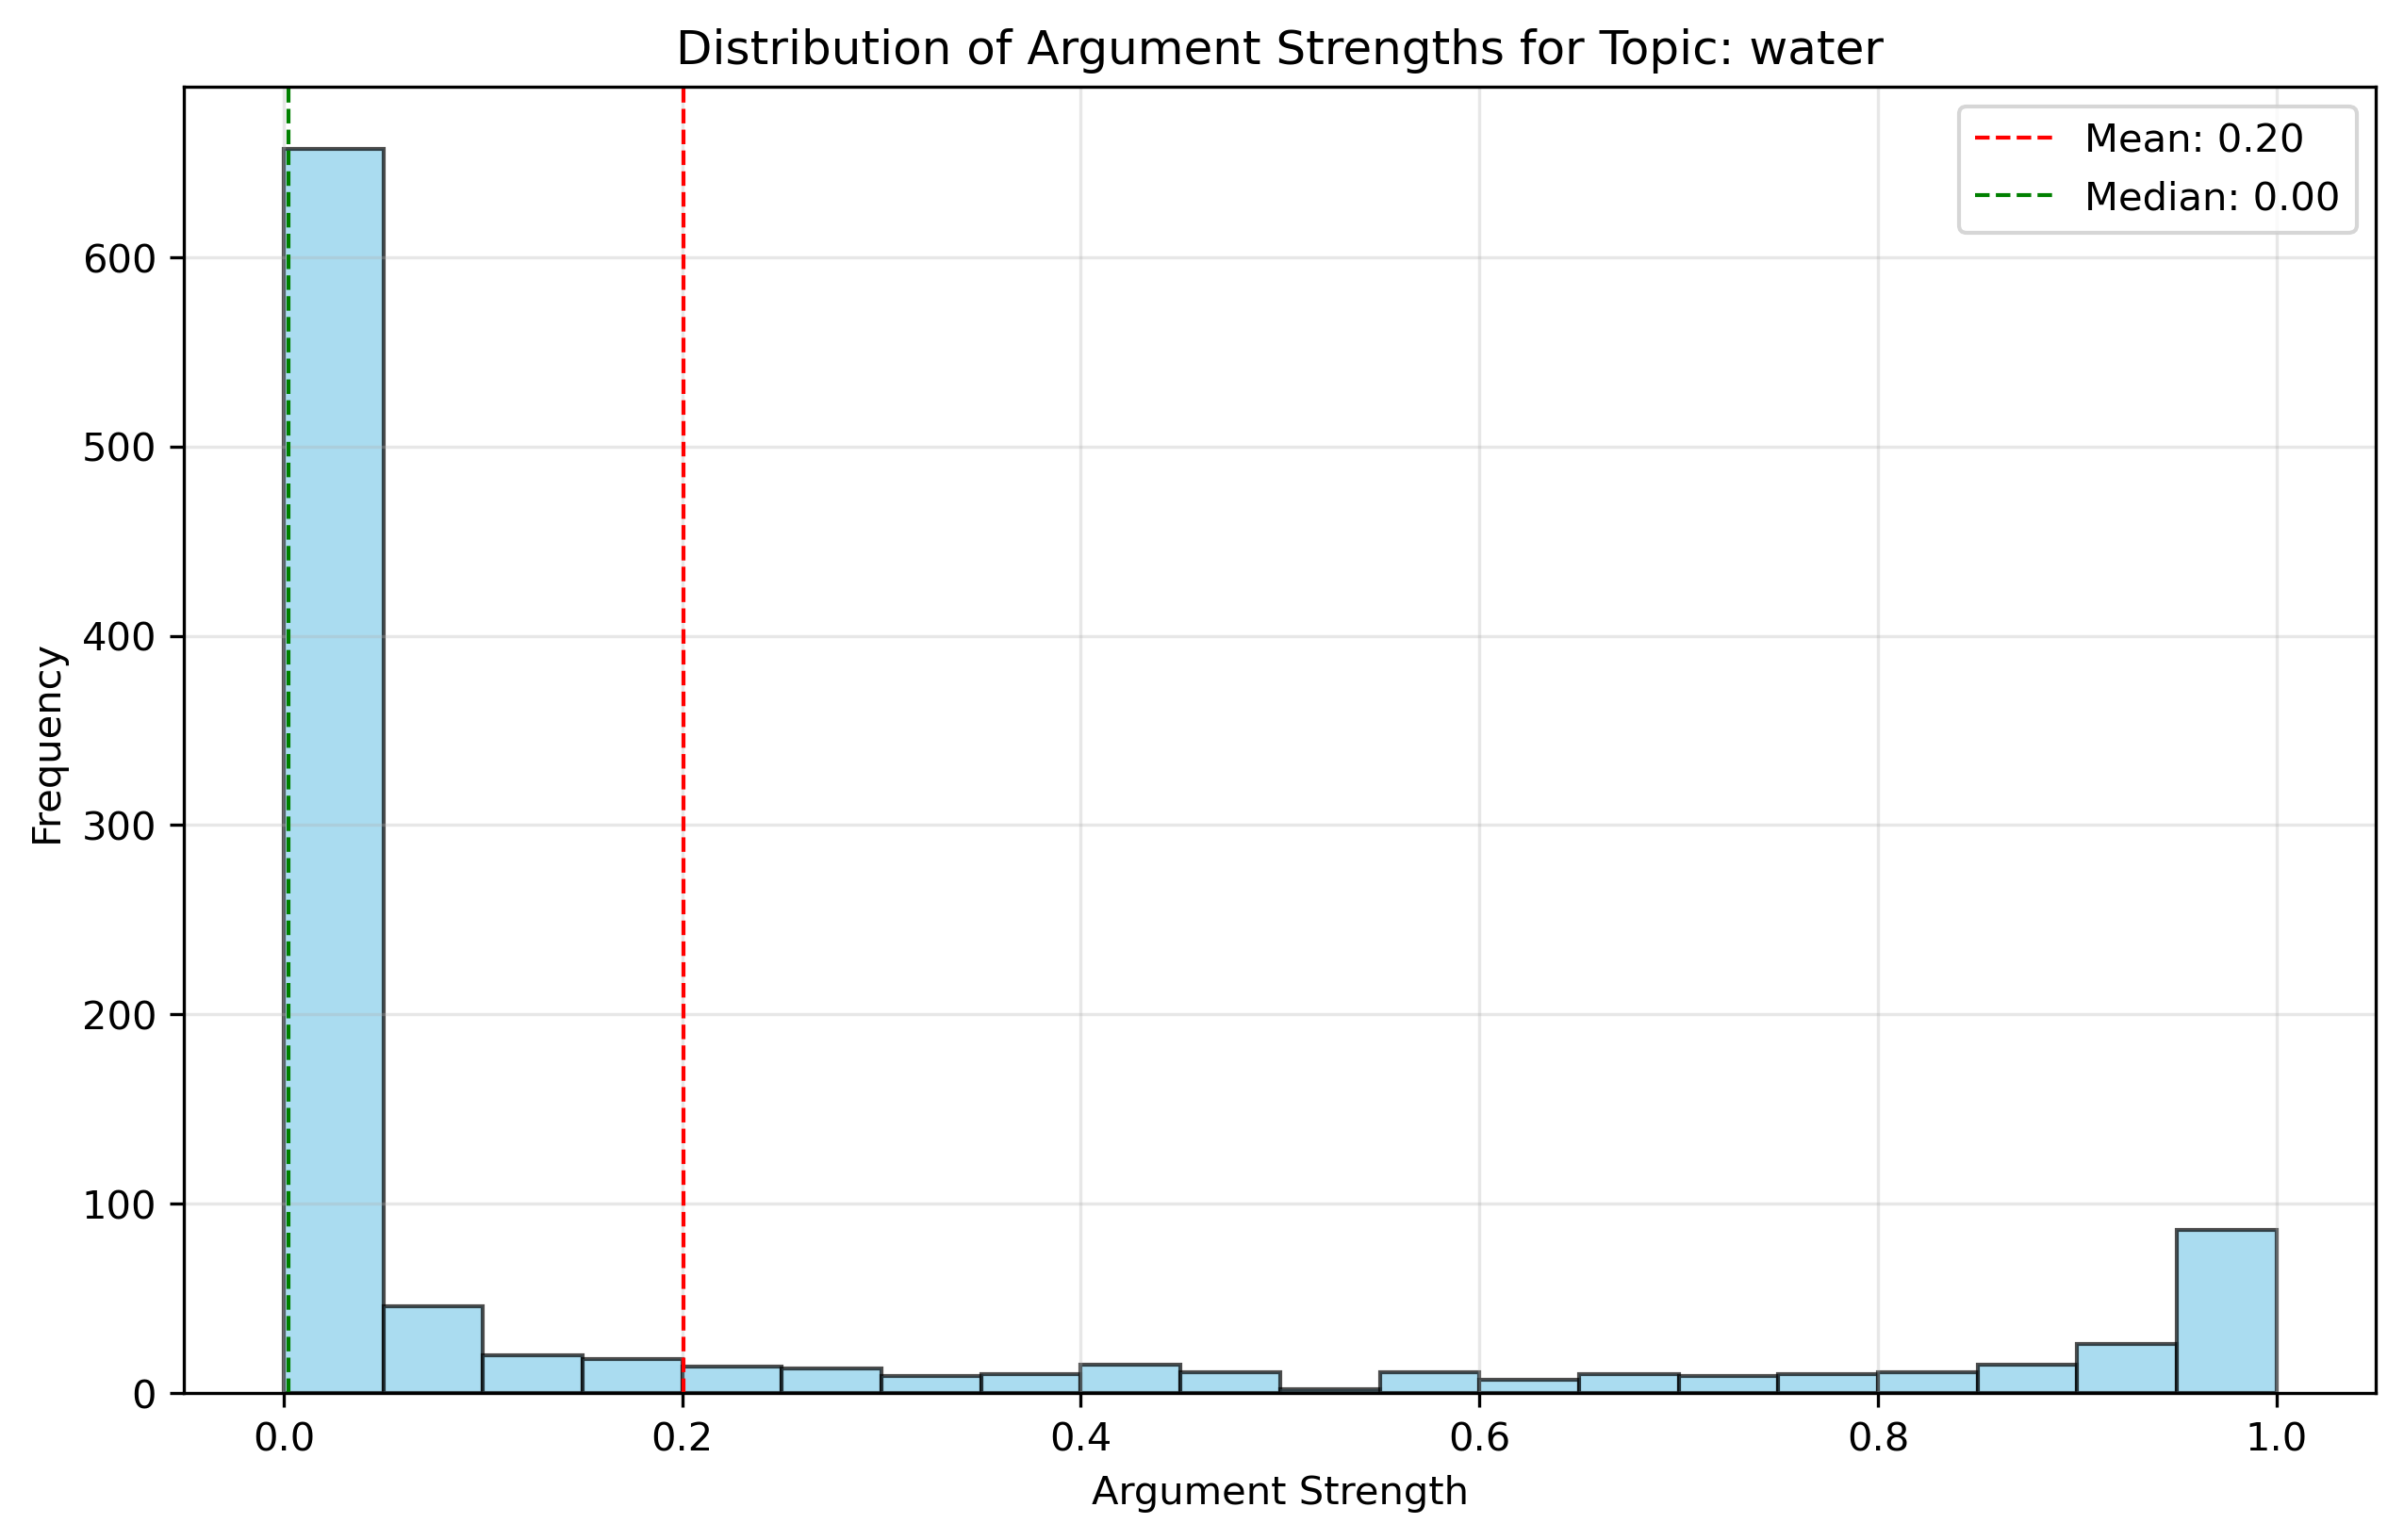 Distribution of Argument Strengths for Topic: water
Mean: 0.20
Median: 0.00
Frequency
600
500
400
300
200
100
0
0.0 0.2 0.4 0.6 0.8 1.0
Argument Strength